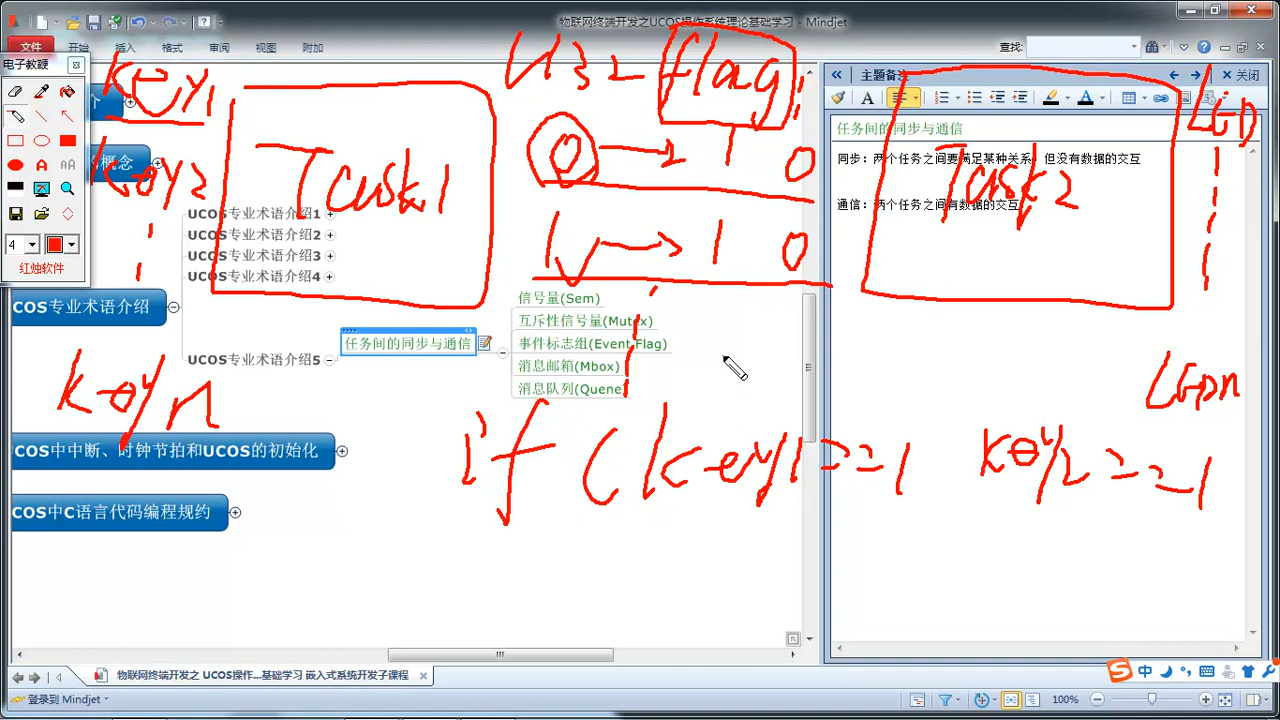 物联网终端开发之UCOS操作系统理论基础学习 - Mindjet
文件 开始 插入 格式 审阅 视图 附加
查找:
电子教鞭
4
红烛软件
key1
key2
keyn
Task1
U32 flag
0 1 0
1 1 0
Task2
LED
LEDn
if (key1==1 key2==1
的概念
UCOS专业术语介绍1
UCOS专业术语介绍2
UCOS专业术语介绍3
UCOS专业术语介绍4
COS专业术语介绍
UCOS专业术语介绍5
任务间的同步与通信
信号量(Sem)
互斥性信号量(Mutex)
事件标志组(Event Flag)
消息邮箱(Mbox)
消息队列(Quene)
COS中中断、时钟节拍和UCOS的初始化
COS中C语言代码编程规约
主题备注
关闭
任务间的同步与通信
同步：两个任务之间要满足某种关系，但没有数据的交互
通信：两个任务之间有数据的交互
物联网终端开发之 UCOS操作...基础学习 嵌入式系统开发子课程
登录到 Mindjet
中
100%